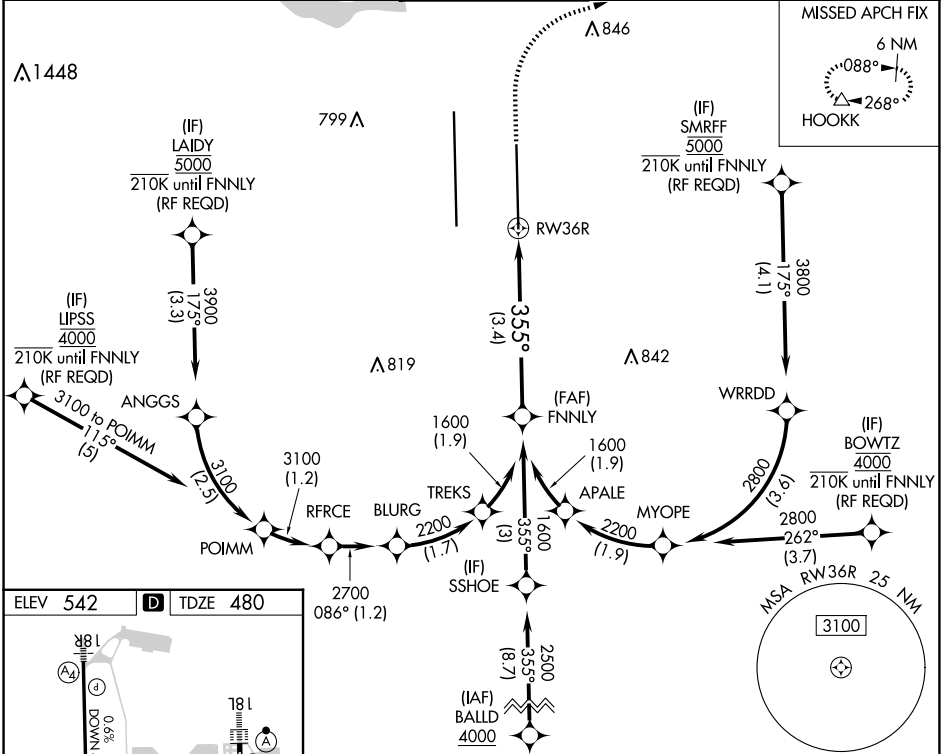 MISSED APCH FIX
6 NM
088°
268°
HOOKK
846
1448
799
(IF)
LAIDY
5000
210K until FNNLY
(RF REQD)
(IF)
SMRFF
5000
210K until FNNLY
(RF REQD)
RW36R
3900
175°
(3.3)
3800
175°
(4.1)
355°
(3.4)
(IF)
LIPSS
4000
210K until FNNLY
(RF REQD)
819
842
ANGGS
3100 to POIMM
115°
(5)
(FAF)
FNNLY
WRRDD
(IF)
BOWTZ
4000
210K until FNNLY
(RF REQD)
1600
(1.9)
1600
(1.9)
3100
(2.5)
3100
(1.2)
2800
(3.6)
POIMM
RFRCE
BLURG
TREKS
APALE
MYOPE
2200
(1.7)
2200
(1.9)
2800
262°
(3.7)
2700
086° (1.2)
1600
355°
(3)
(IF)
SSHOE
2500
355°
(8.7)
(IAF)
BALLD
4000
MSA RW36R 25 NM
3100
ELEV 542 D TDZE 480
18R
A4
P
0.6%
DOWN
18L
A